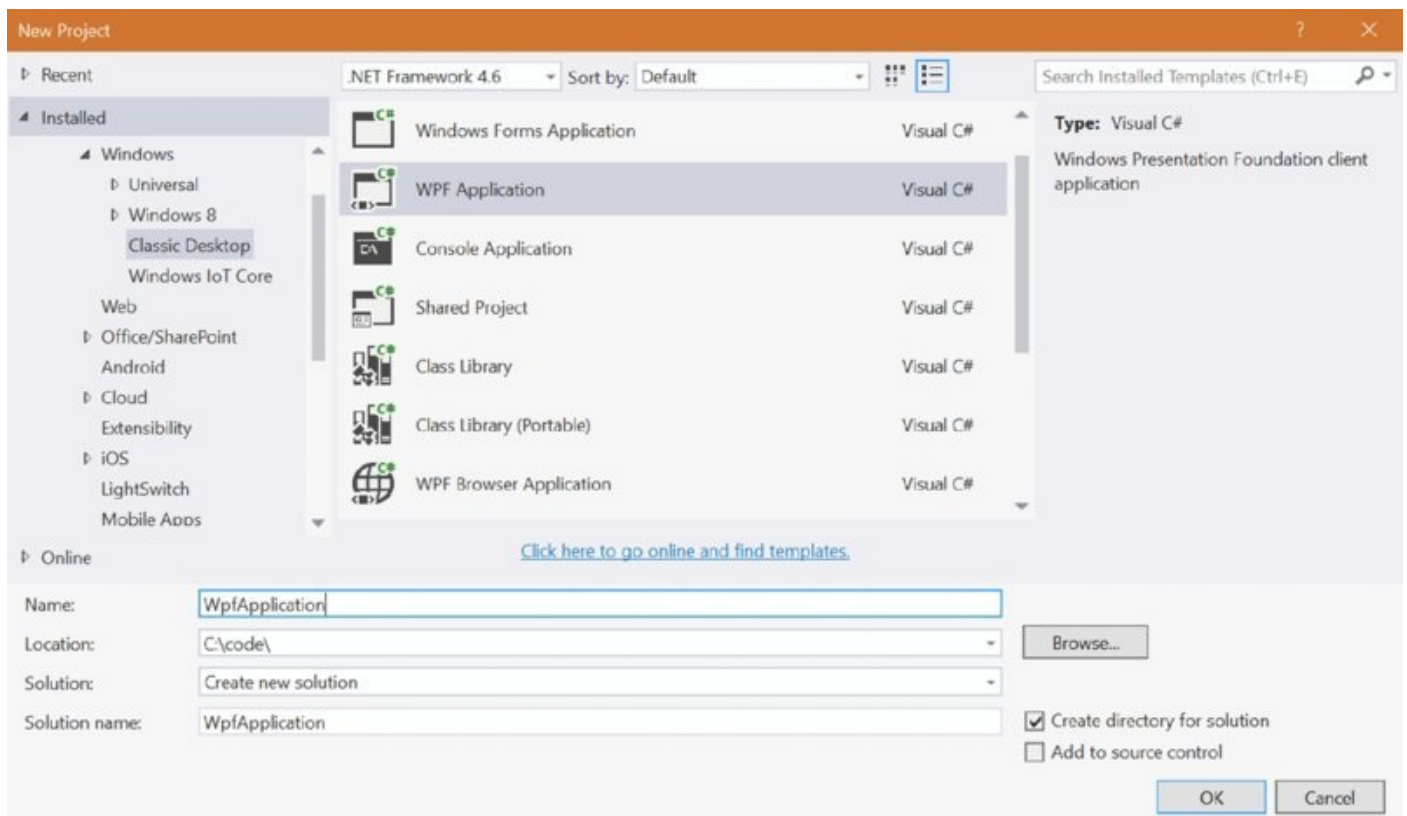 New Project
Recent
.NET Framework 4.6
Sort by:
Default
Search Installed Templates (Ctrl+E)
Installed
Windows
Universal
Windows 8
Classic Desktop
Windows IoT Core
Web
Office/SharePoint
Android
Cloud
Extensibility
iOS
LightSwitch
Mobile Apps
Online
Windows Forms Application Visual C#
WPF Application Visual C#
Console Application Visual C#
Shared Project Visual C#
Class Library Visual C#
Class Library (Portable) Visual C#
WPF Browser Application Visual C#
Click here to go online and find templates.
Type: Visual C#
Windows Presentation Foundation client
application
Name: WpfApplication
Location: C:\code\
Browse...
Solution: Create new solution
Solution name: WpfApplication
Create directory for solution
Add to source control
OK
Cancel